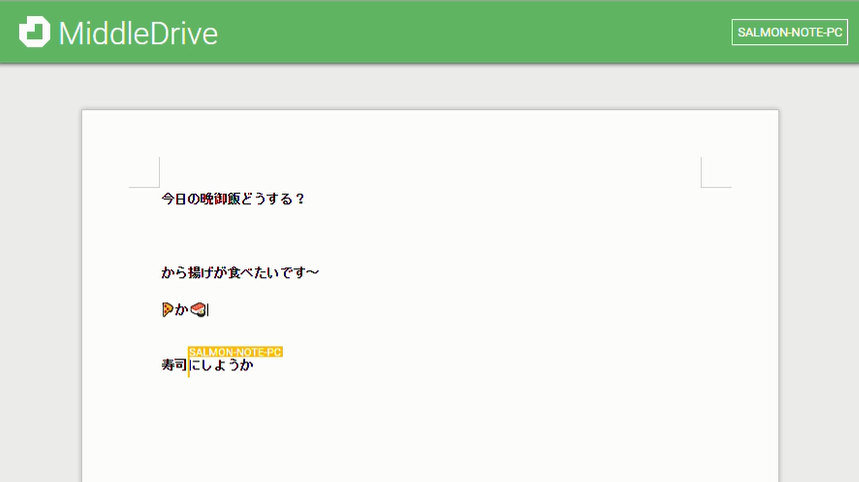 MiddleDrive
SALMON-NOTE-PC
今日の晩御飯どうする？
から揚げが食べたいです～
🍕か🍣
SALMON-NOTE-PC
寿司にしようか